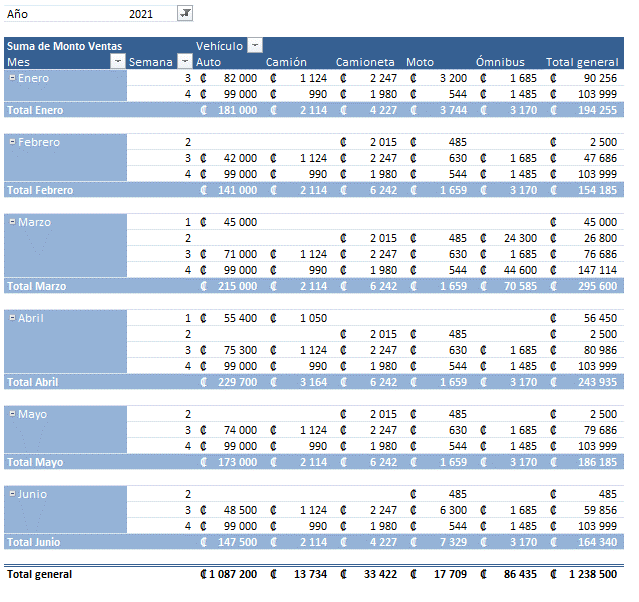 Año 2021
Suma de Monto Ventas Vehículo
Mes Semana Auto Camión Camioneta Moto Ómnibus Total general
Enero 3 ₡ 82 000 ₡ 1 124 ₡ 2 247 ₡ 3 200 ₡ 1 685 ₡ 90 256
4 ₡ 99 000 ₡ 990 ₡ 1 980 ₡ 544 ₡ 1 485 ₡ 103 999
Total Enero ₡ 181 000 ₡ 2 114 ₡ 4 227 ₡ 3 744 ₡ 3 170 ₡ 194 255
Febrero 2 ₡ 2 015 ₡ 485 ₡ 2 500
3 ₡ 42 000 ₡ 1 124 ₡ 2 247 ₡ 630 ₡ 1 685 ₡ 47 686
4 ₡ 99 000 ₡ 990 ₡ 1 980 ₡ 544 ₡ 1 485 ₡ 103 999
Total Febrero ₡ 141 000 ₡ 2 114 ₡ 6 242 ₡ 1 659 ₡ 3 170 ₡ 154 185
Marzo 1 ₡ 45 000 ₡ 45 000
2 ₡ 2 015 ₡ 485 ₡ 24 300 ₡ 26 800
3 ₡ 71 000 ₡ 1 124 ₡ 2 247 ₡ 630 ₡ 1 685 ₡ 76 686
4 ₡ 99 000 ₡ 990 ₡ 1 980 ₡ 544 ₡ 44 600 ₡ 147 114
Total Marzo ₡ 215 000 ₡ 2 114 ₡ 6 242 ₡ 1 659 ₡ 70 585 ₡ 295 600
Abril 1 ₡ 55 400 ₡ 1 050 ₡ 56 450
2 ₡ 2 015 ₡ 485 ₡ 2 500
3 ₡ 75 300 ₡ 1 124 ₡ 2 247 ₡ 630 ₡ 1 685 ₡ 80 986
4 ₡ 99 000 ₡ 990 ₡ 1 980 ₡ 544 ₡ 1 485 ₡ 103 999
Total Abril ₡ 229 700 ₡ 3 164 ₡ 6 242 ₡ 1 659 ₡ 3 170 ₡ 243 935
Mayo 2 ₡ 2 015 ₡ 485 ₡ 2 500
3 ₡ 74 000 ₡ 1 124 ₡ 2 247 ₡ 630 ₡ 1 685 ₡ 79 686
4 ₡ 99 000 ₡ 990 ₡ 1 980 ₡ 544 ₡ 1 485 ₡ 103 999
Total Mayo ₡ 173 000 ₡ 2 114 ₡ 6 242 ₡ 1 659 ₡ 3 170 ₡ 186 185
Junio 2 ₡ 485 ₡ 485
3 ₡ 48 500 ₡ 1 124 ₡ 2 247 ₡ 6 300 ₡ 1 685 ₡ 59 856
4 ₡ 99 000 ₡ 990 ₡ 1 980 ₡ 544 ₡ 1 485 ₡ 103 999
Total Junio ₡ 147 500 ₡ 2 114 ₡ 4 227 ₡ 7 329 ₡ 3 170 ₡ 164 340
Total general ₡ 1 087 200 ₡ 13 734 ₡ 33 422 ₡ 17 709 ₡ 86 435 ₡ 1 238 500